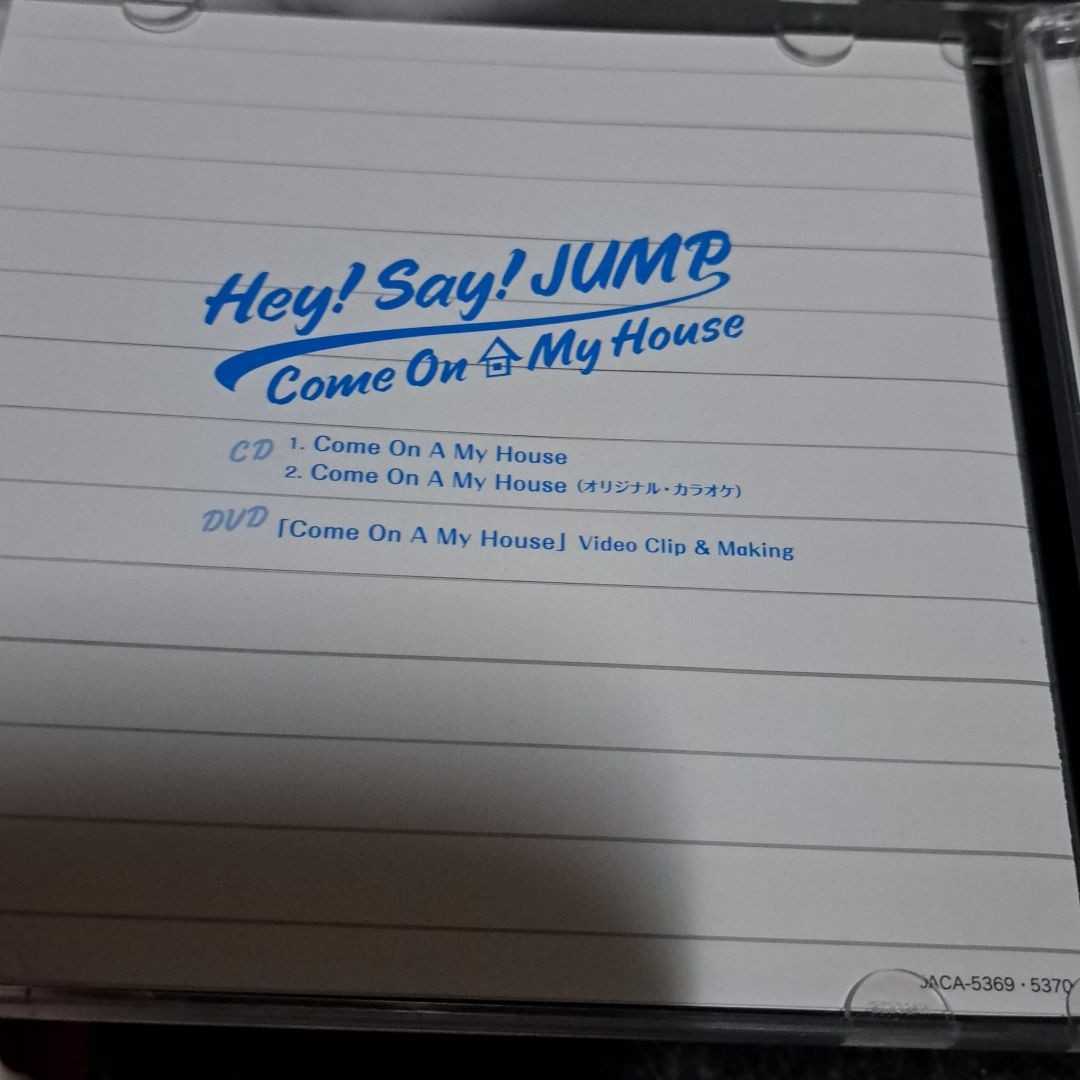 Hey! Say! JUMP
Come On A My House
CD 1. Come On A My House
2. Come On A My House (オリジナル・カラオケ)
DVD 「Come On A My House」 Video Clip & Making
JACA-5369・5370